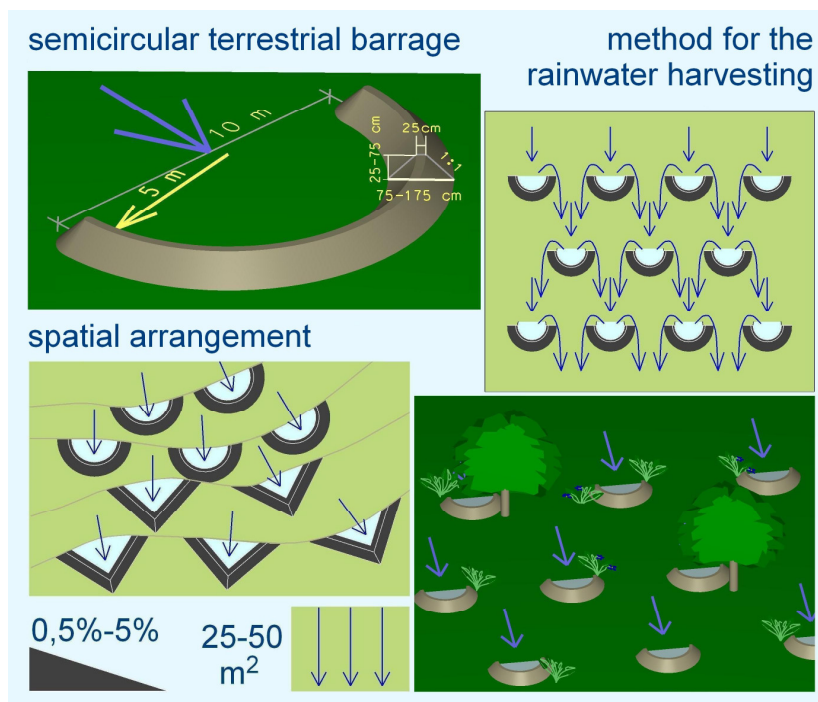 semicircular terrestrial barrage
10 m
5 m
25cm
25-75 cm
1:1
75-175 cm
method for the
rainwater harvesting
spatial arrangement
0,5%-5%
25-50
m²